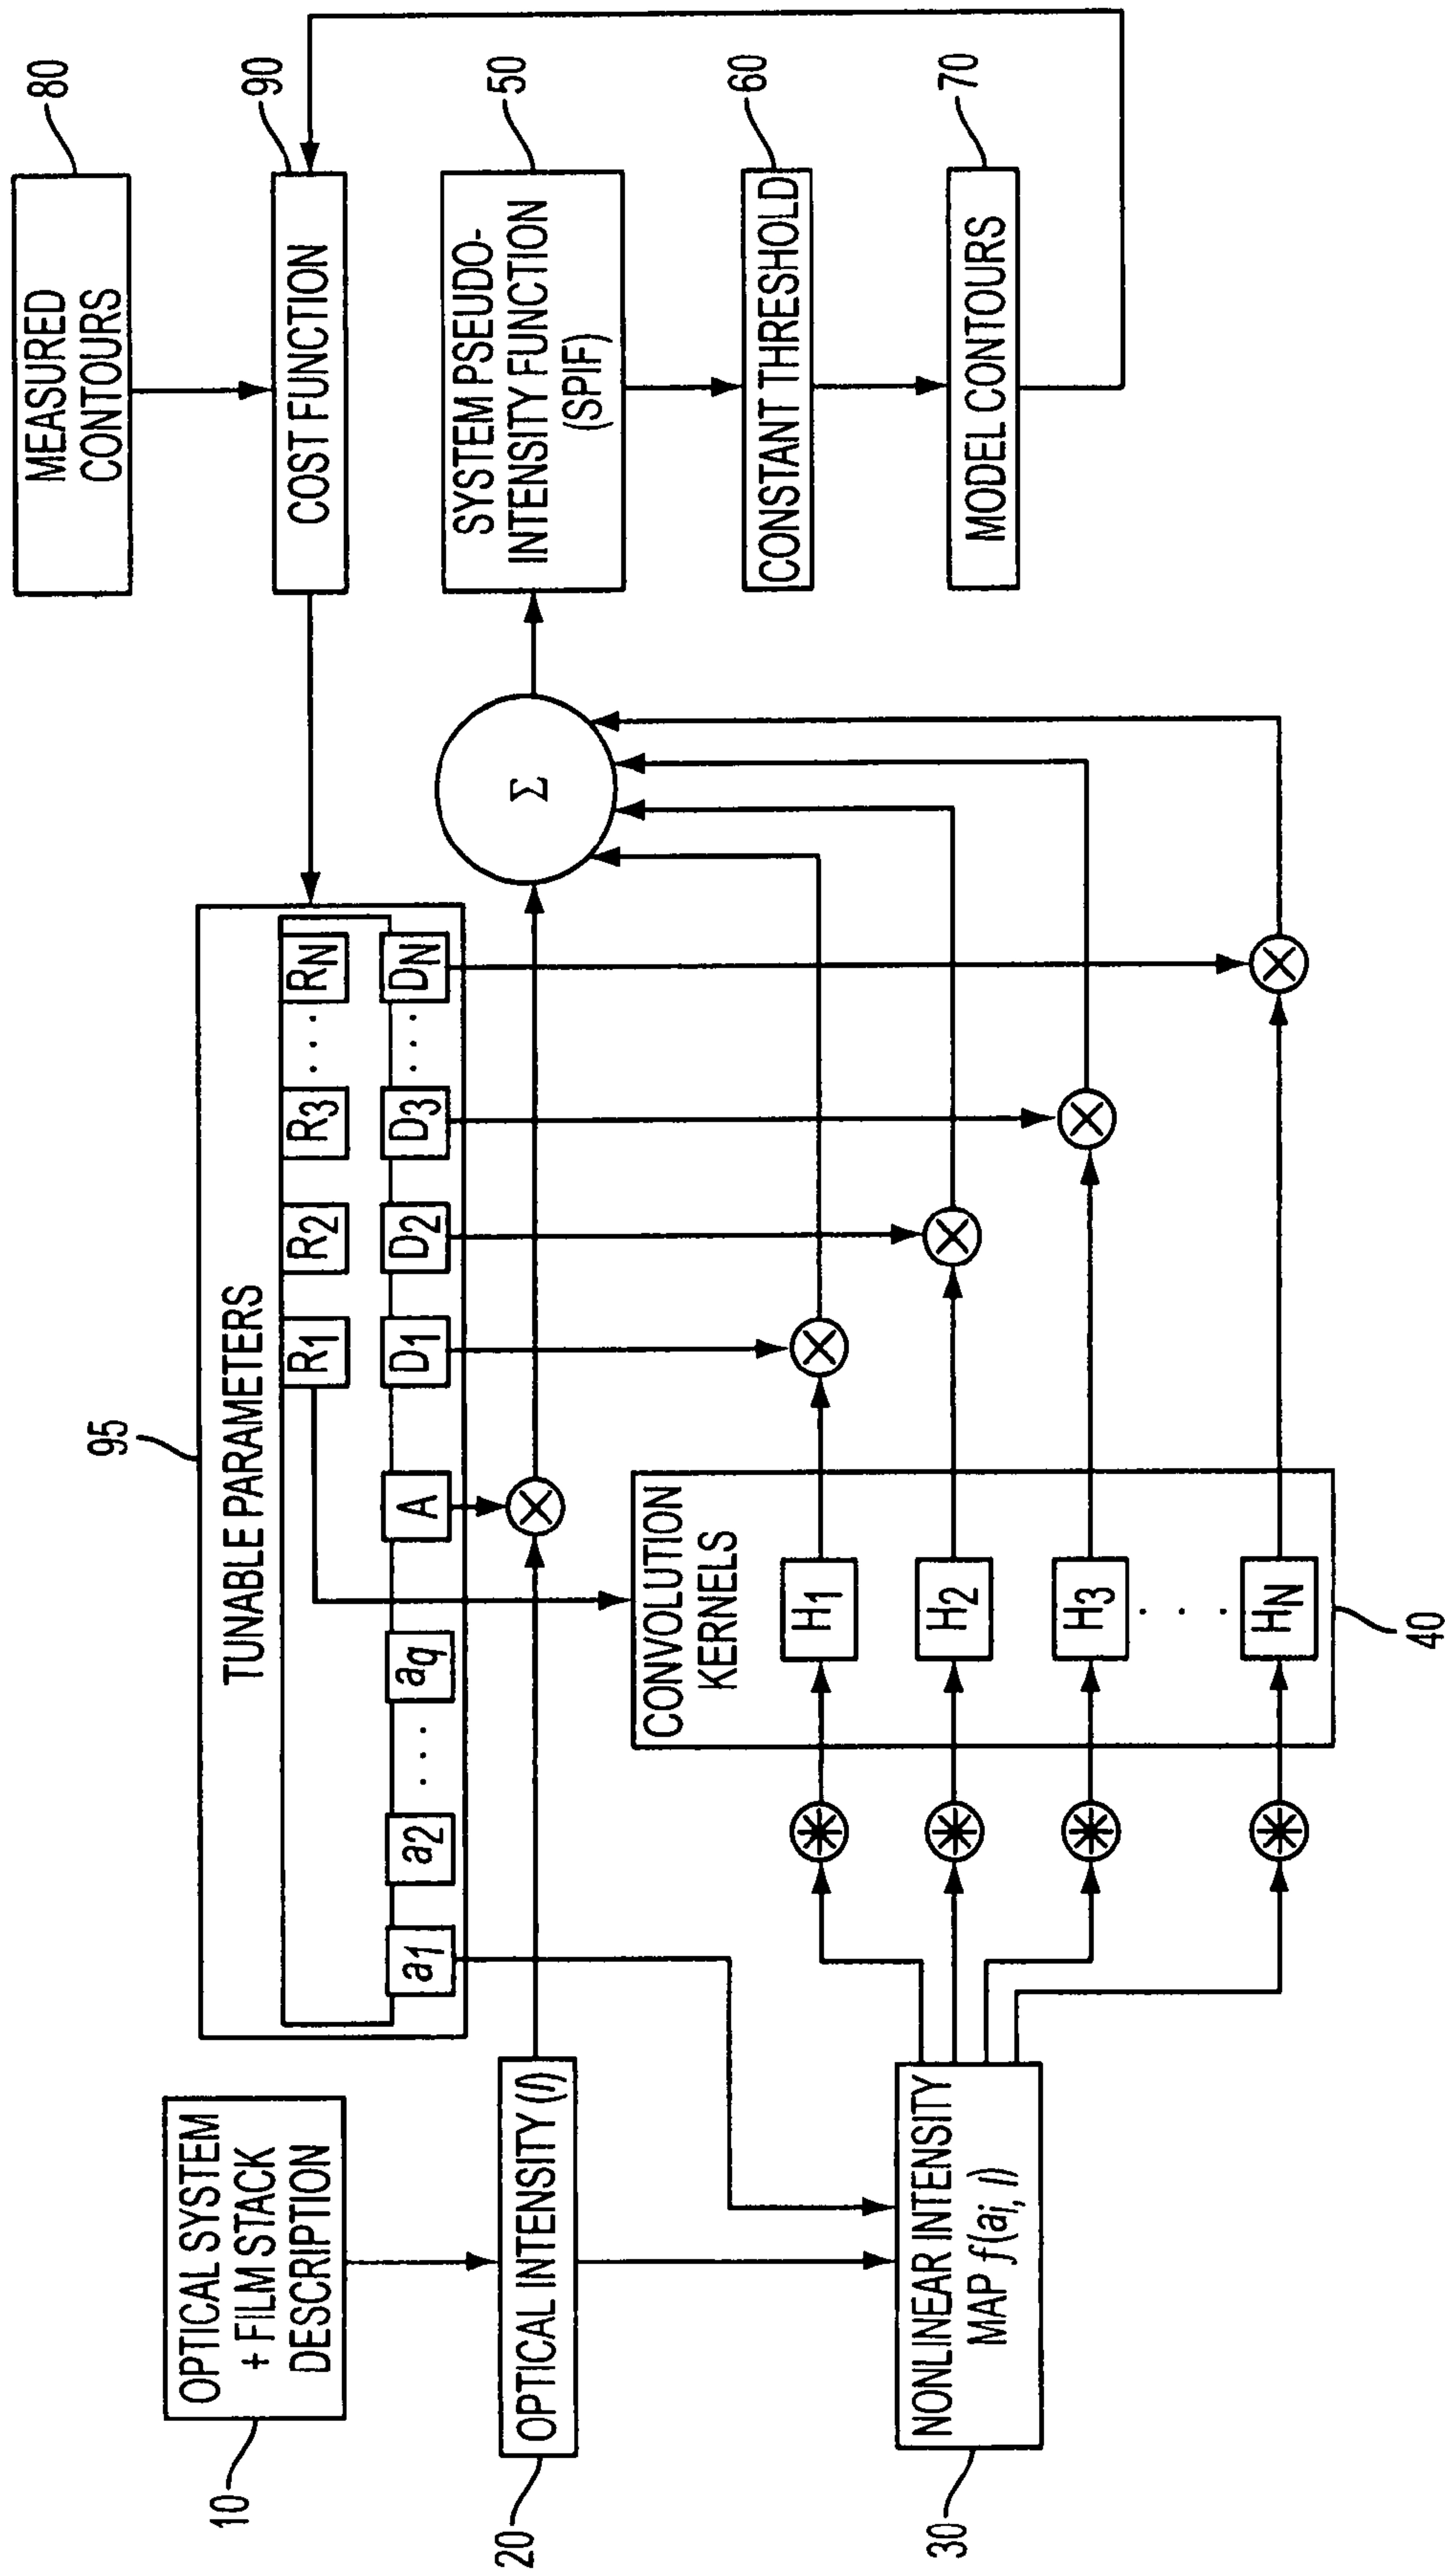 10
OPTICAL SYSTEM
+ FILM STACK
DESCRIPTION
20
OPTICAL INTENSITY (I)
30
NONLINEAR INTENSITY
MAP f(ai, I)
95
TUNABLE PARAMETERS
R1 R2 R3 . . . RN
a1 a2 . . . aq A D1 D2 D3 . . . DN
CONVOLUTION
KERNELS
H1
H2
H3
. . .
HN
40
Σ
80
MEASURED
CONTOURS
90
COST FUNCTION
50
SYSTEM PSEUDO-
INTENSITY FUNCTION
(SPIF)
60
CONSTANT THRESHOLD
70
MODEL CONTOURS